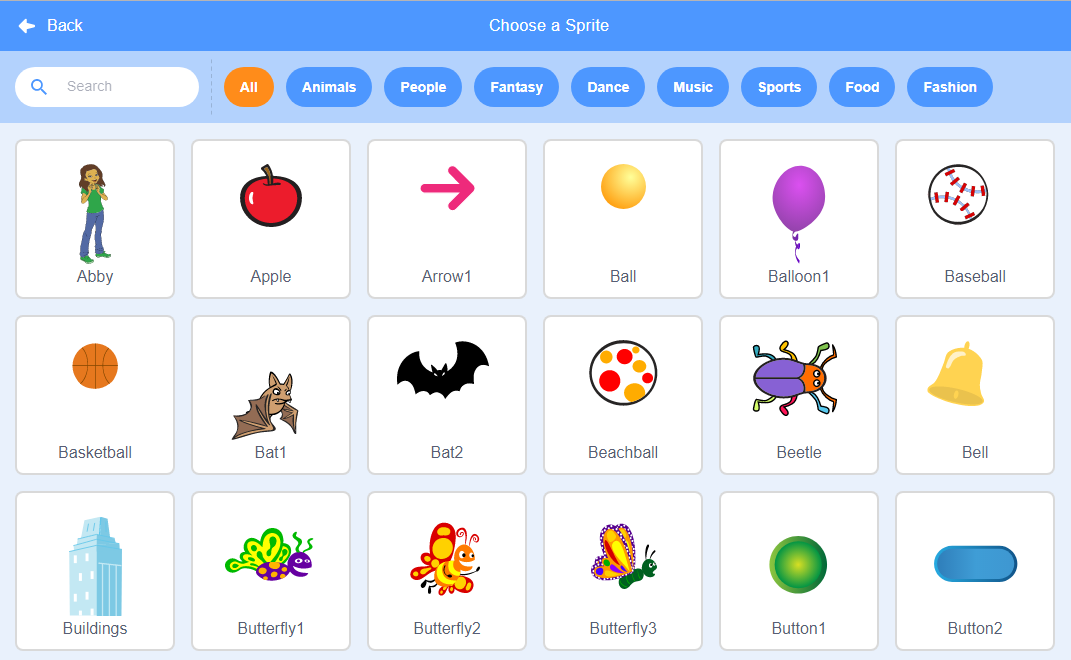 Back
Choose a Sprite
Search
All
Animals
People
Fantasy
Dance
Music
Sports
Food
Fashion
Abby
Apple
Arrow1
Ball
Balloon1
Baseball
Basketball
Bat1
Bat2
Beachball
Beetle
Bell
Buildings
Butterfly1
Butterfly2
Butterfly3
Button1
Button2